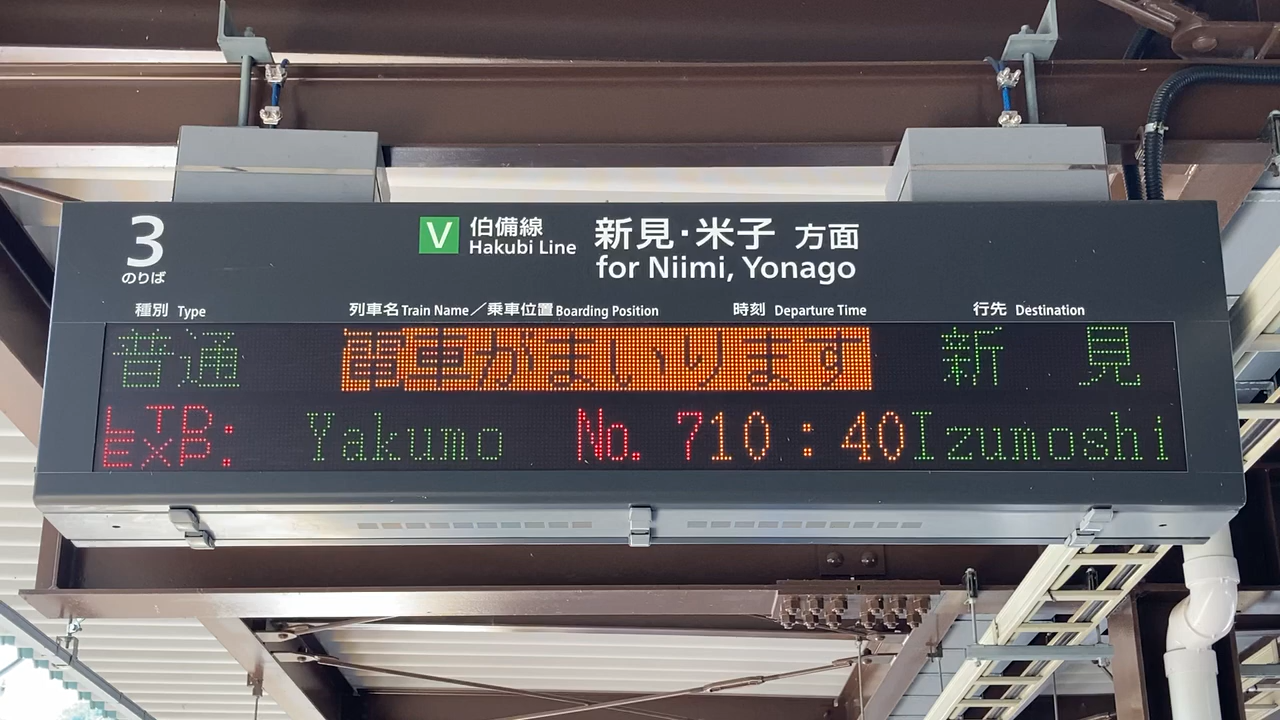 3
のりば
V 伯備線
Hakubi Line
新見・米子 方面
for Niimi, Yonago
種別 Type 列車名 Train Name／乗車位置 Boarding Position 時刻 Departure Time 行先 Destination
普通 電車がまいります 新見
LTD. EXP. Yakumo No. 7 10:40 Izumoshi